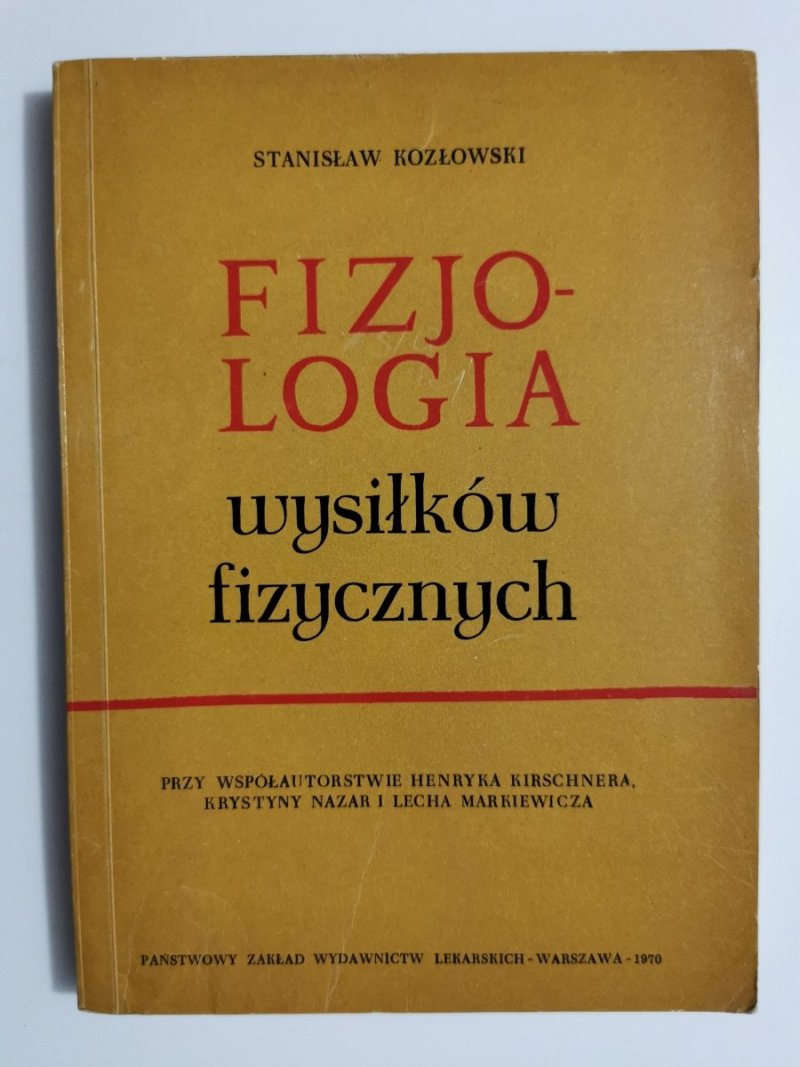 STANISŁAW KOZŁOWSKI
FIZJO-
LOGIA
wysiłków
fizycznych
PRZY WSPÓŁAUTORSTWIE HENRYKA KIRSCHNERA,
KRYSTYNY NAZAR I LECHA MARKIEWICZA
PAŃSTWOWY ZAKŁAD WYDAWNICTW LEKARSKICH-WARSZAWA-1970